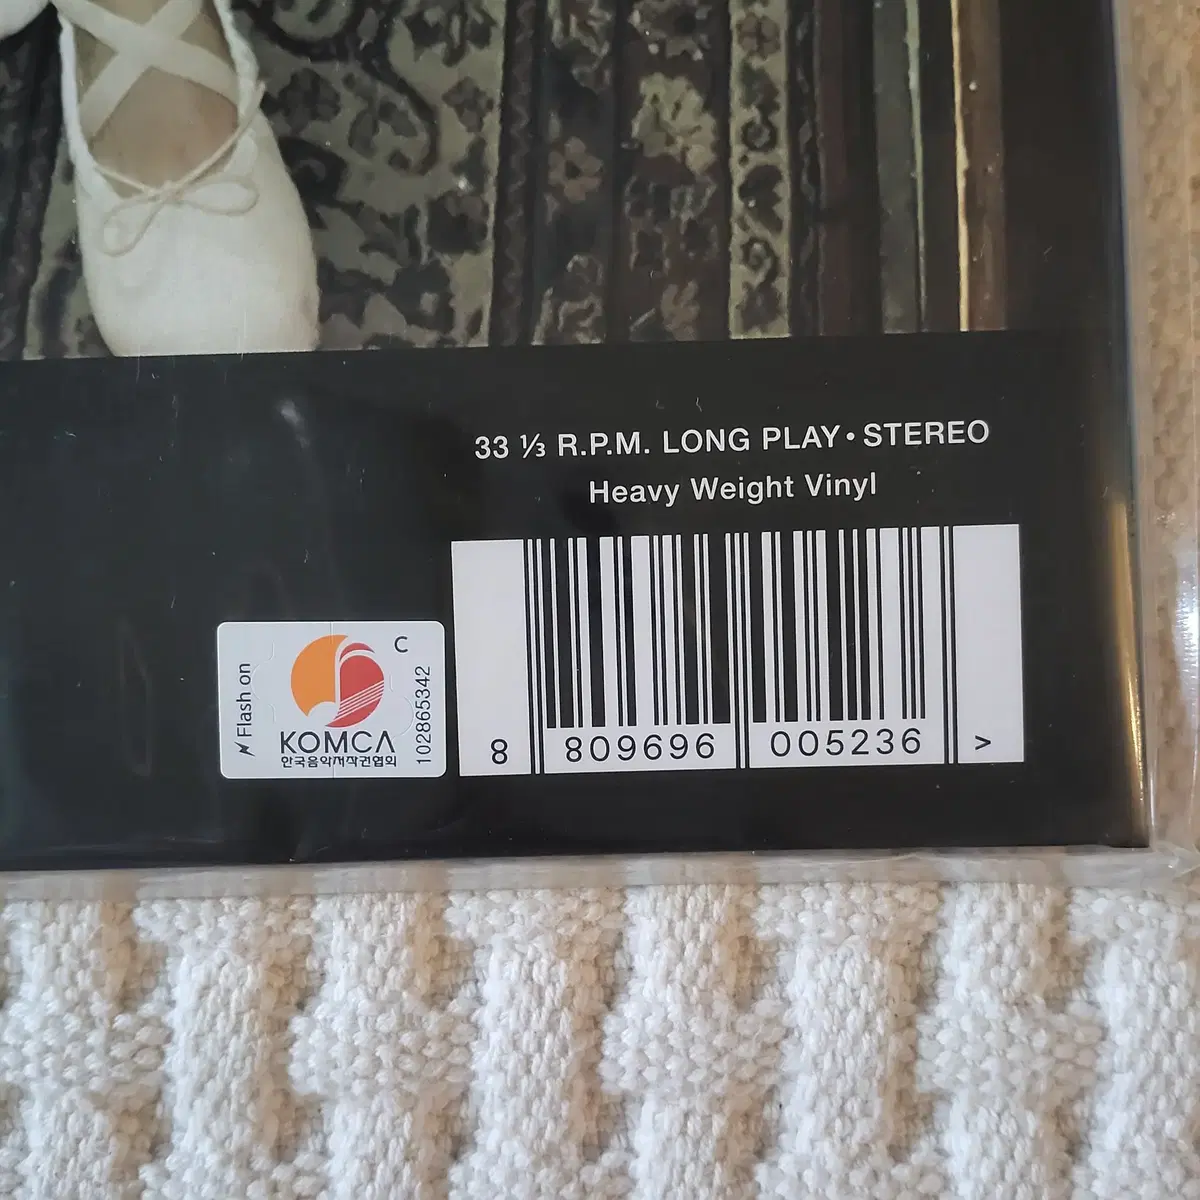 33 ⅓ R.P.M. LONG PLAY • STEREO
Heavy Weight Vinyl
Flash on
C
KOMCA
한국음악저작권협회
102865342
8 809696 005236 >